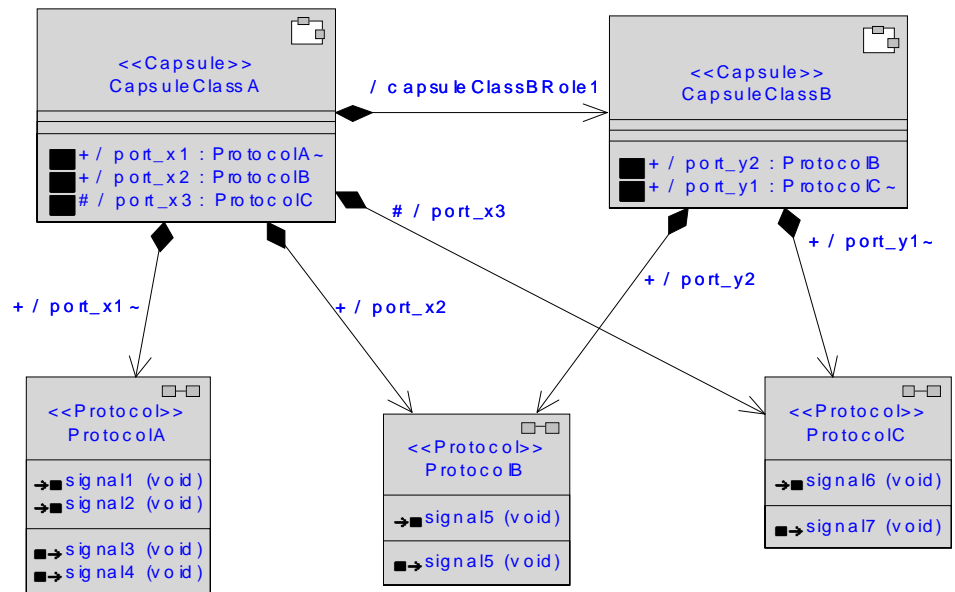 <<Capsule>>
CapsuleClassA
+ / port_x1 : ProtocolA~
+ / port_x2 : ProtocolB
# / port_x3 : ProtocolC
/ capsuleClassBRole1
<<Capsule>>
CapsuleClassB
+ / port_y2 : ProtocolB
+ / port_y1 : ProtocolC~
# / port_x3
+ / port_y1~
+ / port_y2
+ / port_x1~
+ / port_x2
<<Protocol>>
ProtocolA
signal1 (void)
signal2 (void)
signal3 (void)
signal4 (void)
<<Protocol>>
ProtocolB
signal5 (void)
signal5 (void)
<<Protocol>>
ProtocolC
signal6 (void)
signal7 (void)